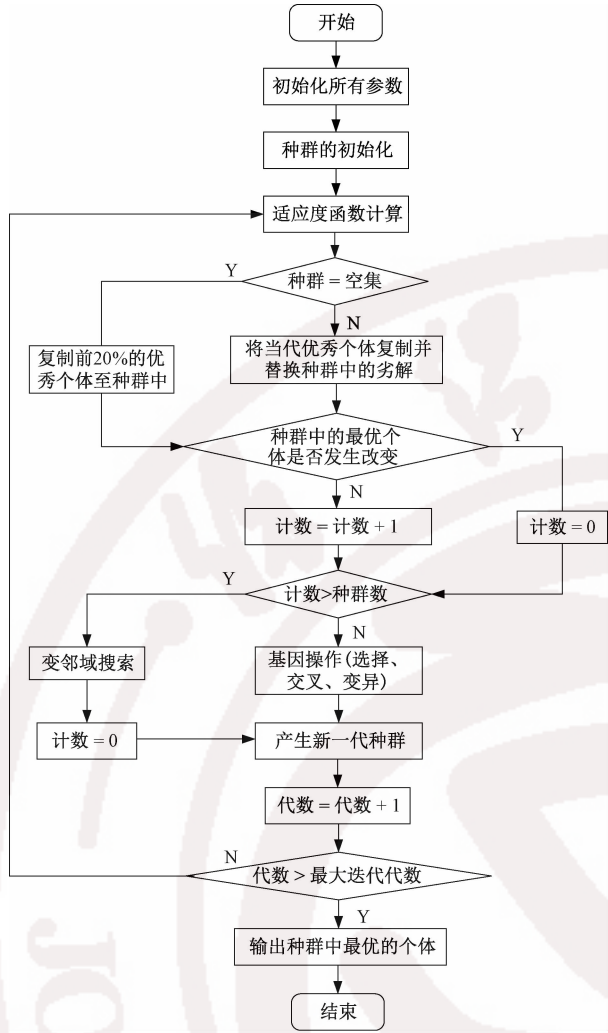 开始
初始化所有参数
种群的初始化
适应度函数计算
Y
种群 = 空集
N
复制前20%的优
秀个体至种群中
将当代优秀个体复制并
替换种群中的劣解
种群中的最优个
体是否发生改变
Y
N
计数 = 计数 + 1
计数 = 0
Y
计数>种群数
N
变邻域搜索
基因操作(选择、
交叉、变异)
计数 = 0
产生新一代种群
代数 = 代数 + 1
N
代数 > 最大迭代代数
Y
输出种群中最优的个体
结束